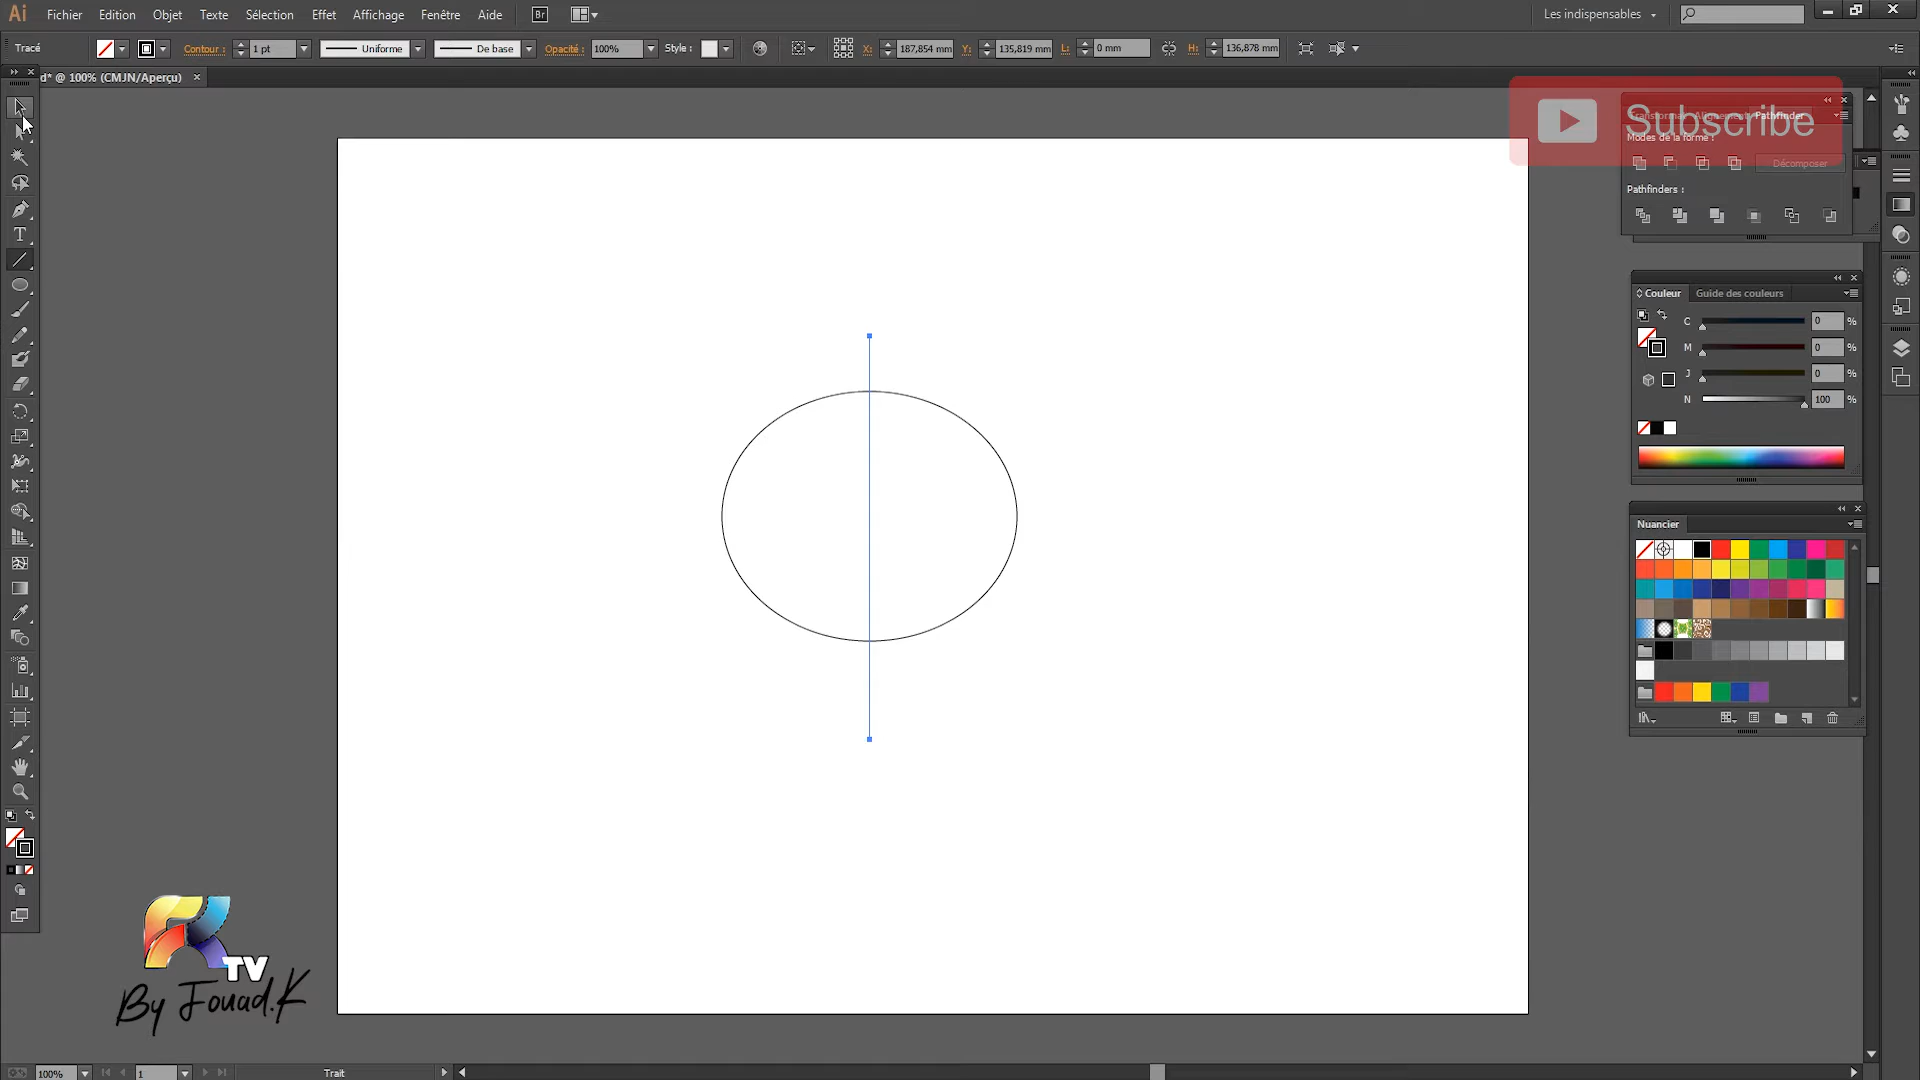 Ai Fichier Edition Objet Texte Sélection Effet Affichage Fenêtre Aide Br Les indispensables
Tracé Contour : 1 pt Uniforme De base Opacité : 100% Style : X: 187,854 mm Y: 135,819 mm L: 0 mm H: 136,878 mm
d* @ 100% (CMJN/Aperçu)
Subscribe
Pathfinder
Modes de la forme :
Décomposer
Pathfinders :
Couleur Guide des couleurs
C 0 %
M 0 %
J 0 %
N 100 %
Nuancier
T
TV
By Fouad.K
100% 1 Trait